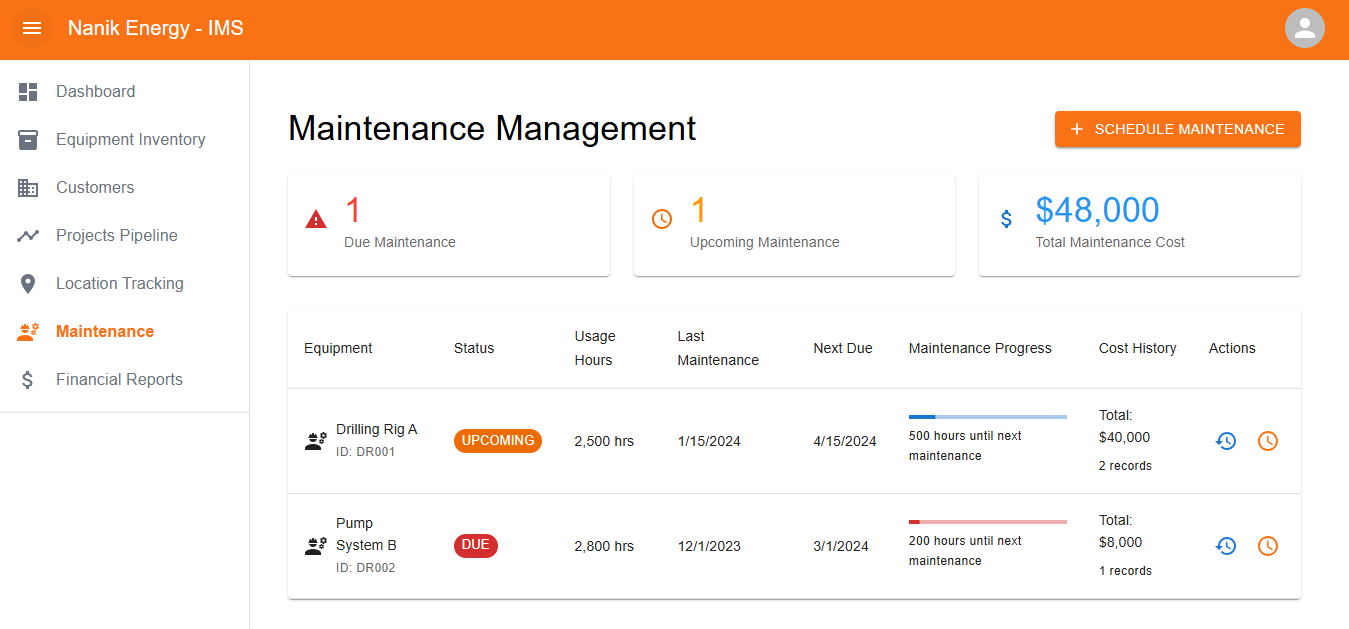 Nanik Energy - IMS
Dashboard
Equipment Inventory
Customers
Projects Pipeline
Location Tracking
Maintenance
Financial Reports
Maintenance Management
+ SCHEDULE MAINTENANCE
1
Due Maintenance
1
Upcoming Maintenance
$48,000
Total Maintenance Cost
Equipment
Status
Usage
Hours
Last
Maintenance
Next Due
Maintenance Progress
Cost History
Actions
Drilling Rig A
ID: DR001
UPCOMING
2,500 hrs
1/15/2024
4/15/2024
500 hours until next
maintenance
Total:
$40,000
2 records
Pump
System B
ID: DR002
DUE
2,800 hrs
12/1/2023
3/1/2024
200 hours until next
maintenance
Total:
$8,000
1 records